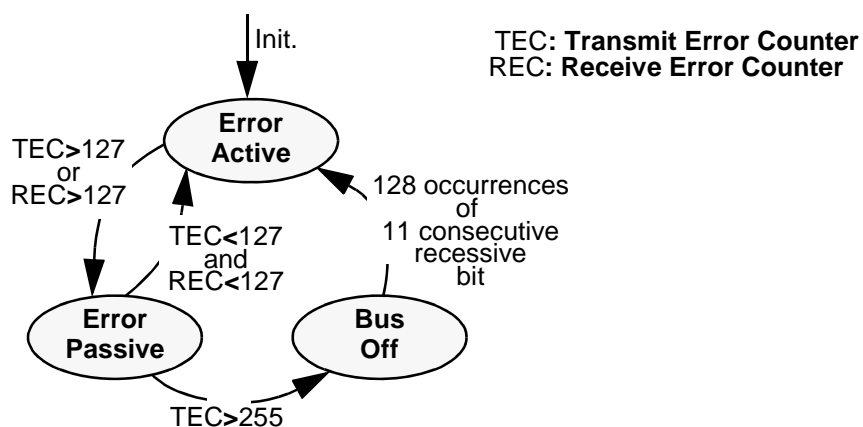 Init.
TEC: Transmit Error Counter
REC: Receive Error Counter
Error
Active
TEC>127
or
REC>127
TEC<127
and
REC<127
128 occurrences
of
11 consecutive
recessive
bit
Error
Passive
Bus
Off
TEC>255